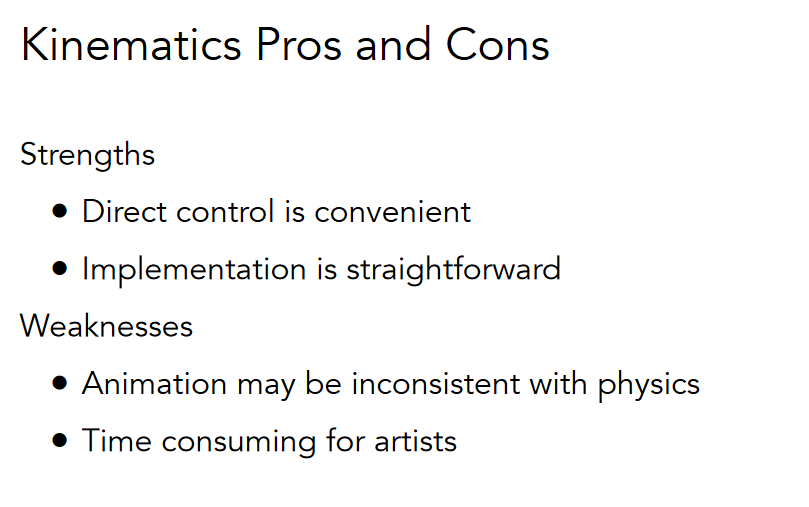 Kinematics Pros and Cons
Strengths
• Direct control is convenient
• Implementation is straightforward
Weaknesses
• Animation may be inconsistent with physics
• Time consuming for artists